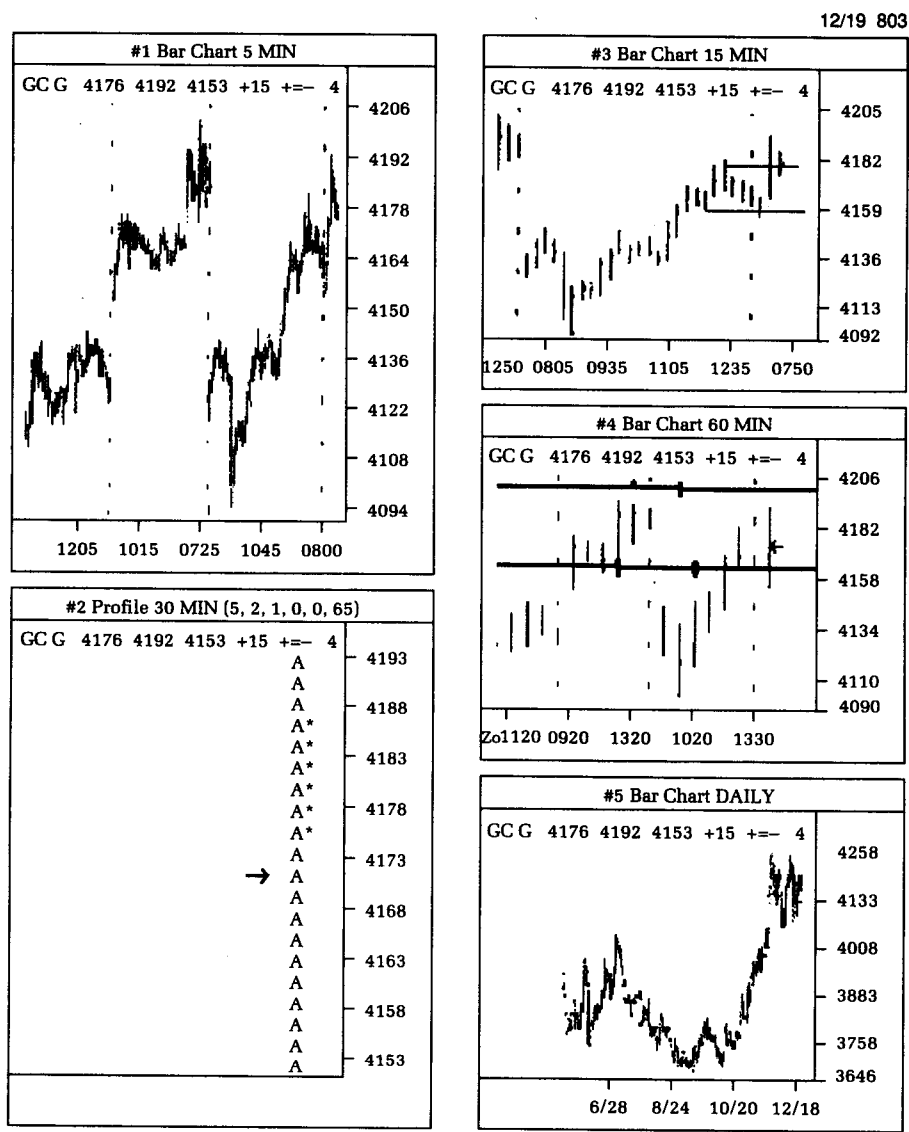 12/19 803
#1 Bar Chart 5 MIN
GC G 4176 4192 4153 +15 +=− 4
4206
4192
4178
4164
4150
4136
4122
4108
4094
1205 1015 0725 1045 0800
#2 Profile 30 MIN (5, 2, 1, 0, 0, 65)
GC G 4176 4192 4153 +15 +=− 4
A 4193
A
A 4188
A*
A* 4183
A*
A* 4178
A*
A*
A 4173
→ A
A 4168
A
A 4163
A
A
A 4158
A
A 4153
A
#3 Bar Chart 15 MIN
GC G 4176 4192 4153 +15 +=− 4
4205
4182
4159
4136
4113
4092
1250 0805 0935 1105 1235 0750
#4 Bar Chart 60 MIN
GC G 4176 4192 4153 +15 +=− 4
4206
4182
4158
4134
4110
4090
Zo1120 0920 1320 1020 1330
#5 Bar Chart DAILY
GC G 4176 4192 4153 +15 +=− 4
4258
4133
4008
3883
3758
3646
6/28 8/24 10/20 12/18